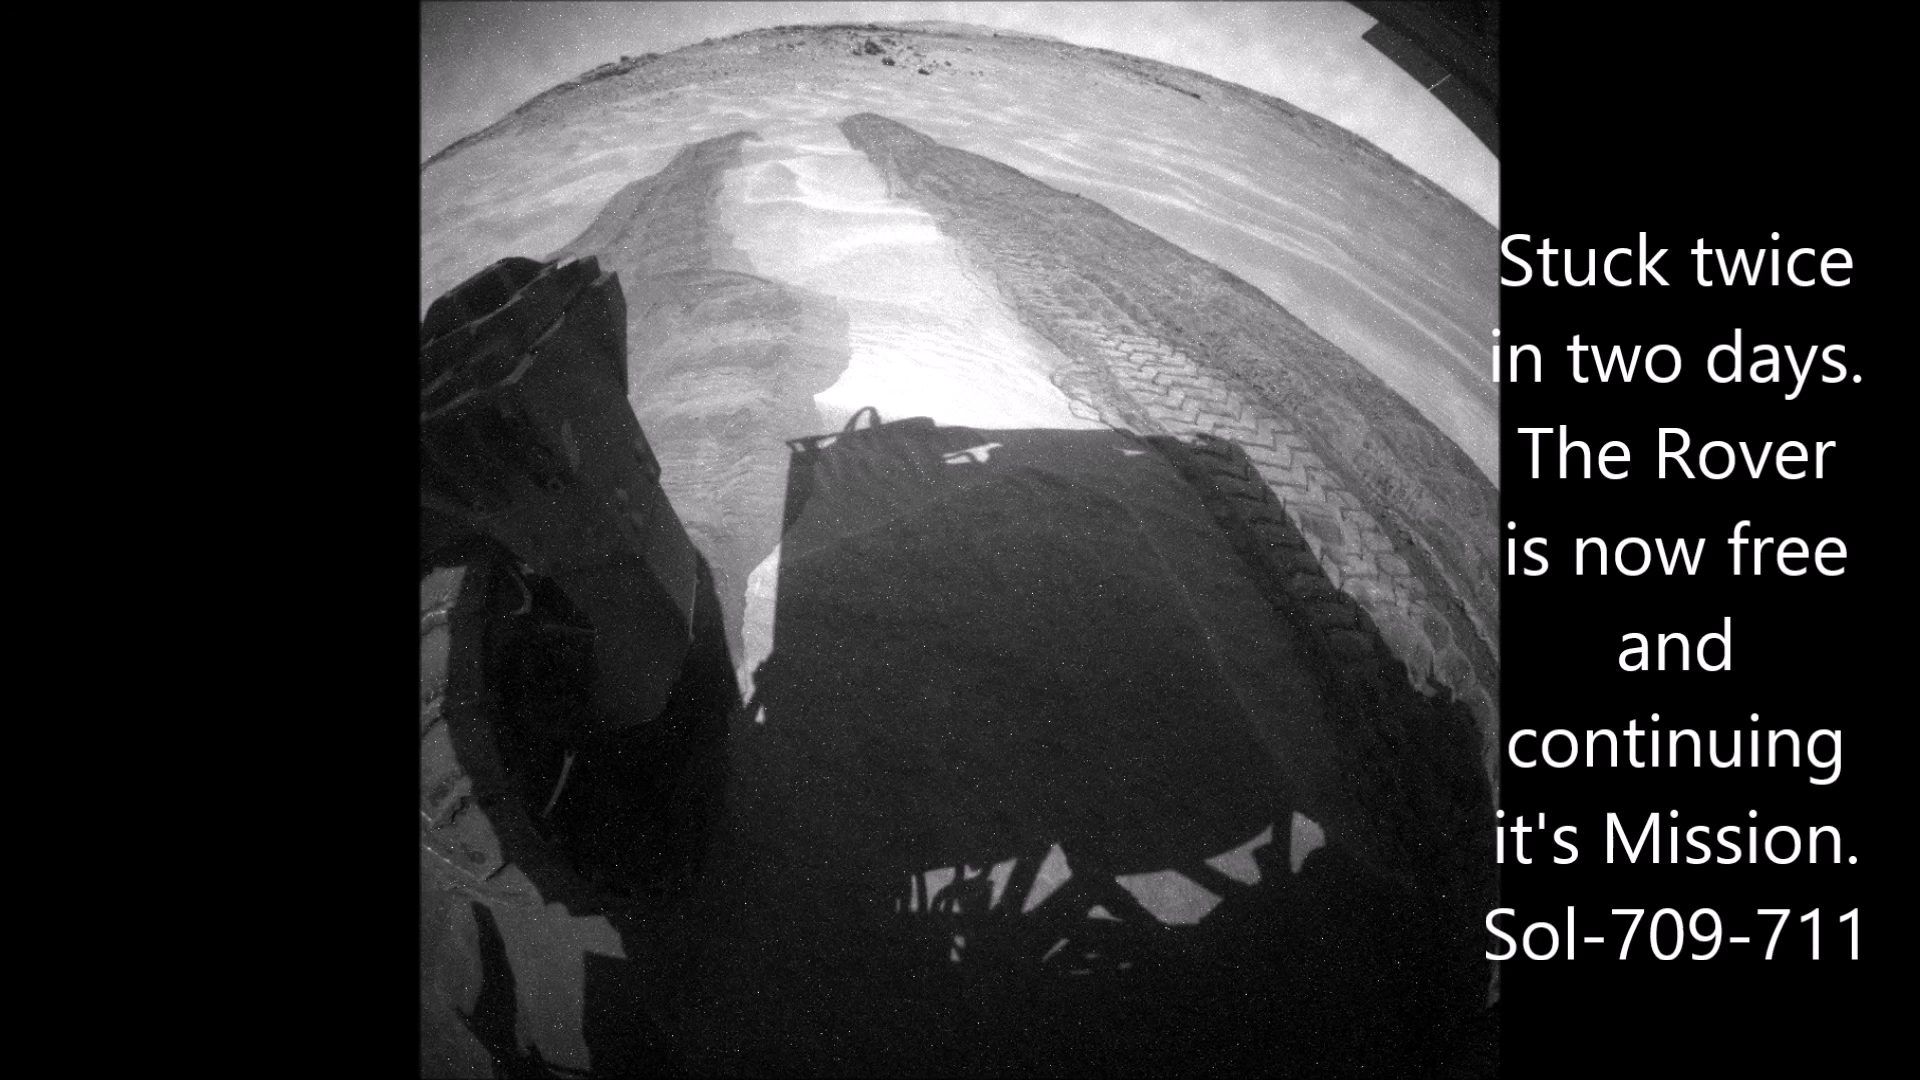 Stuck twice
in two days.
The Rover
is now free
and
continuing
it's Mission.
Sol-709-711